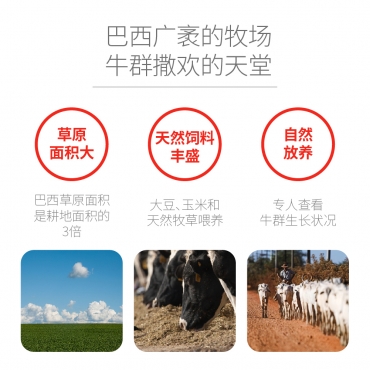 巴西广袤的牧场
牛群撒欢的天堂
草原
面积大
天然饲料
丰盛
自然
放养
巴西草原面积
是耕地面积的
3倍
大豆、玉米和
天然牧草喂养
专人查看
牛群生长状况